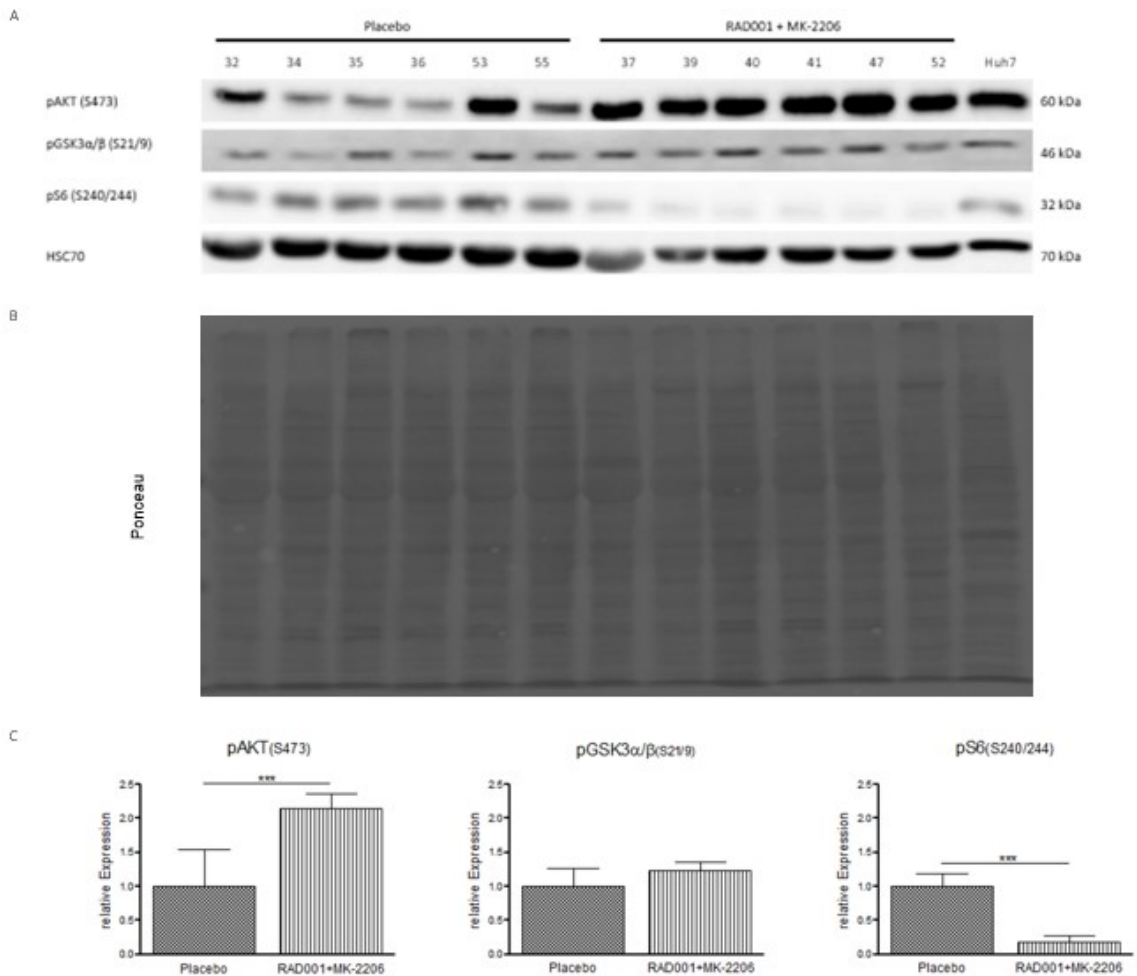 A
Placebo RAD001 + MK-2206
32 34 35 36 53 55 37 39 40 41 47 52 Huh7
pAKT (S473) 60 kDa
pGSK3α/β (S21/9) 46 kDa
pS6 (S240/244) 32 kDa
HSC70 70 kDa
B
Ponceau
C
pAKT(S473) pGSK3α/β(S21/9) pS6(S240/244)
*** ***
relative Expression relative Expression relative Expression
2.5 2.5 2.5
2.0 2.0 2.0
1.5 1.5 1.5
1.0 1.0 1.0
0.5 0.5 0.5
0.0 0.0 0.0
Placebo RAD001+MK-2206 Placebo RAD001+MK-2206 Placebo RAD001+MK-2206